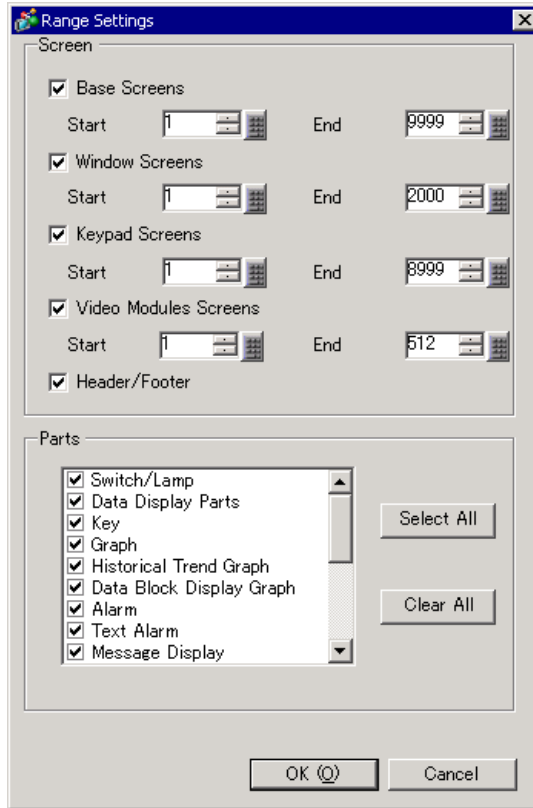 Range Settings
Screen
Base Screens
Start 1 End 9999
Window Screens
Start 1 End 2000
Keypad Screens
Start 1 End 8999
Video Modules Screens
Start 1 End 512
Header/Footer
Parts
Switch/Lamp
Data Display Parts
Key
Graph
Historical Trend Graph
Data Block Display Graph
Alarm
Text Alarm
Message Display
Select All
Clear All
OK (O) Cancel